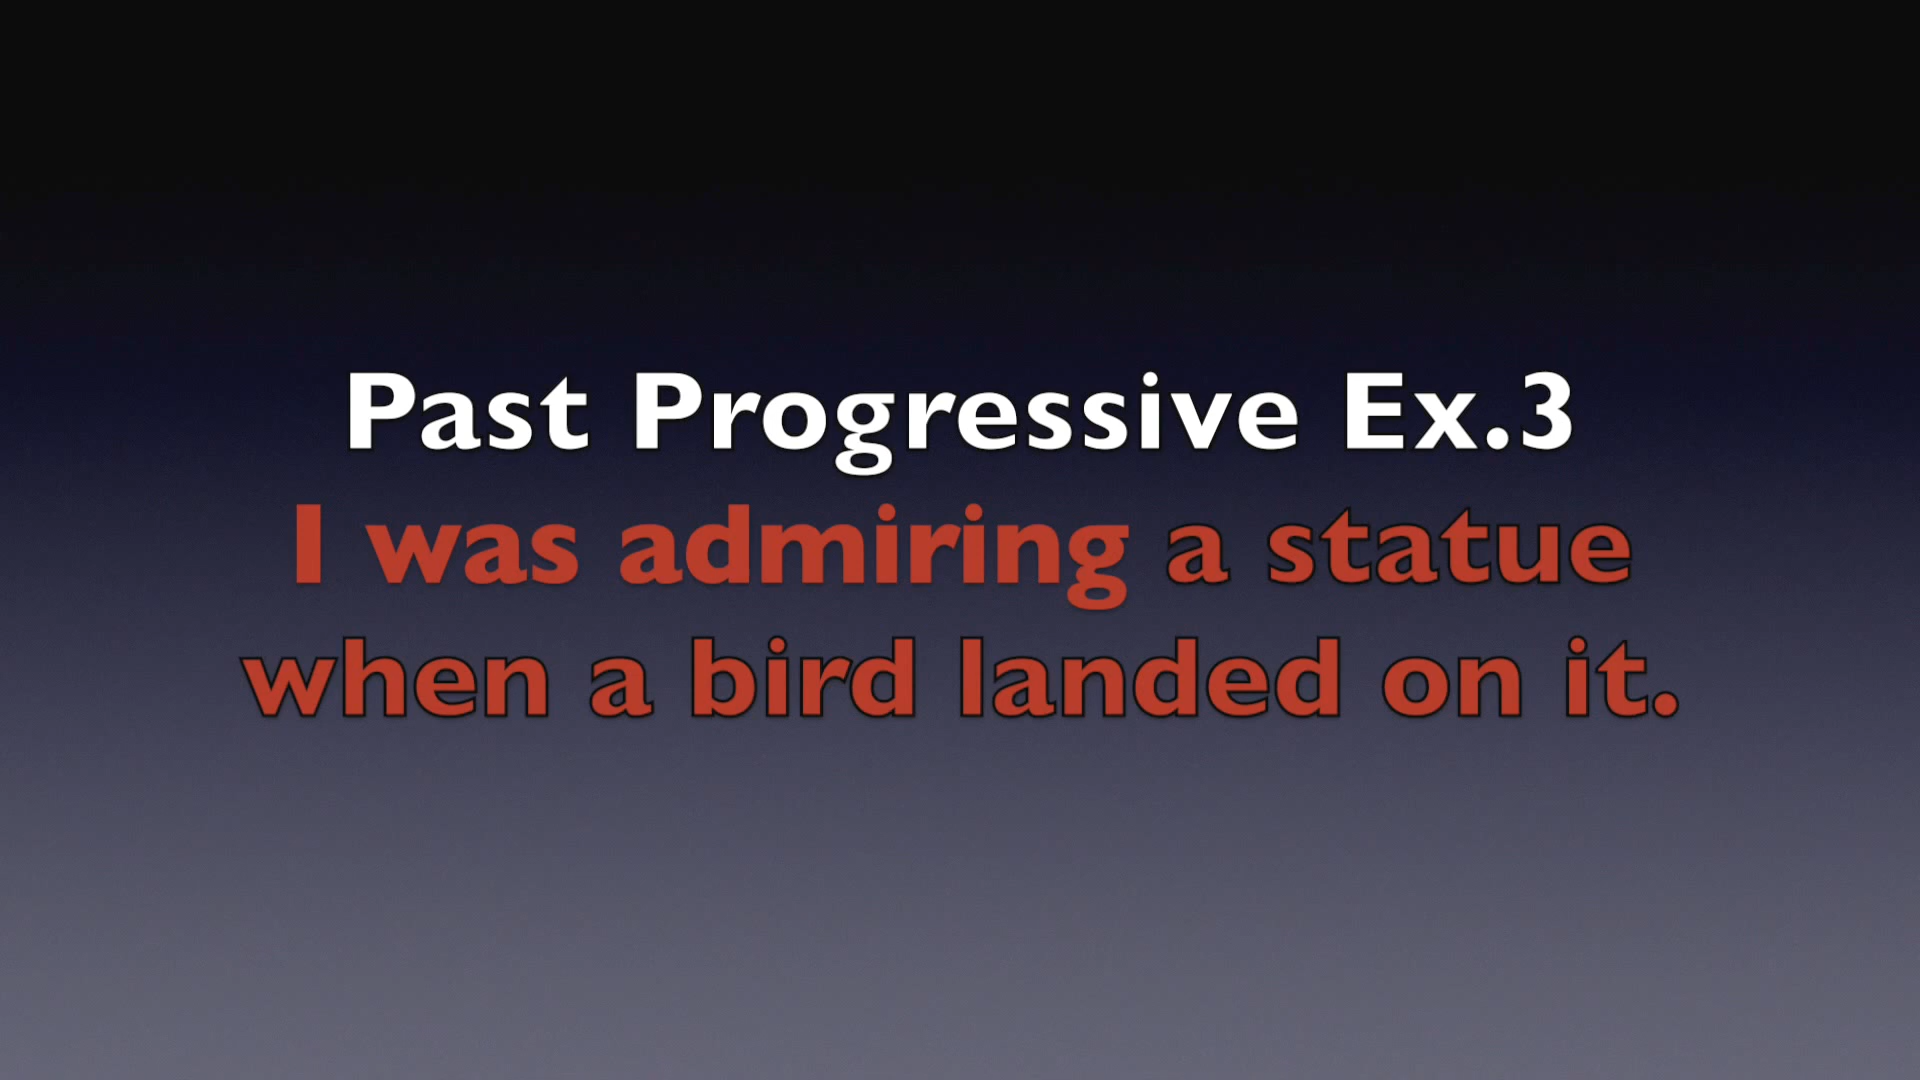 Past Progressive Ex.3
I was admiring a statue
when a bird landed on it.